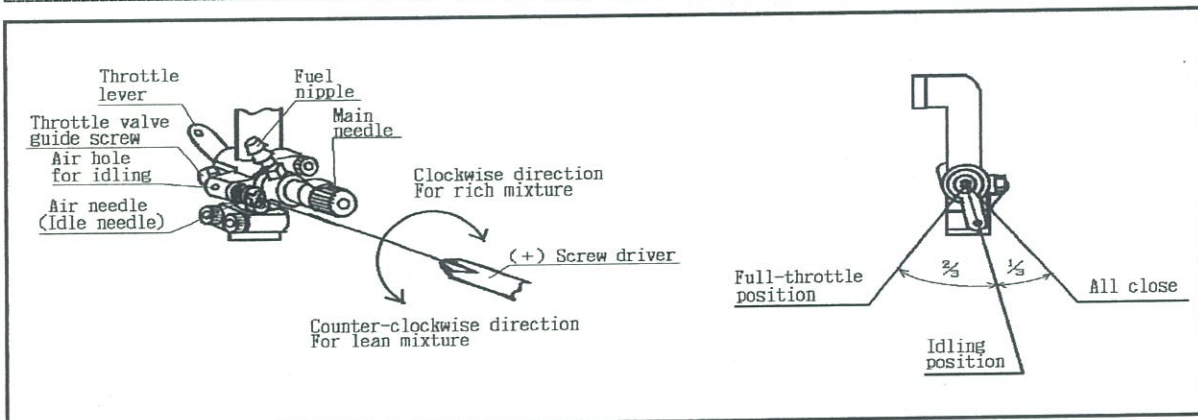 Throttle
lever
Fuel
nipple
Main
needle
Throttle valve
guide screw
Air hole
for idling
Air needle
(Idle needle)
Clockwise direction
For rich mixture
(+) Screw driver
Counter-clockwise direction
For lean mixture
Full-throttle
position
⅔
⅓
All close
Idling
position